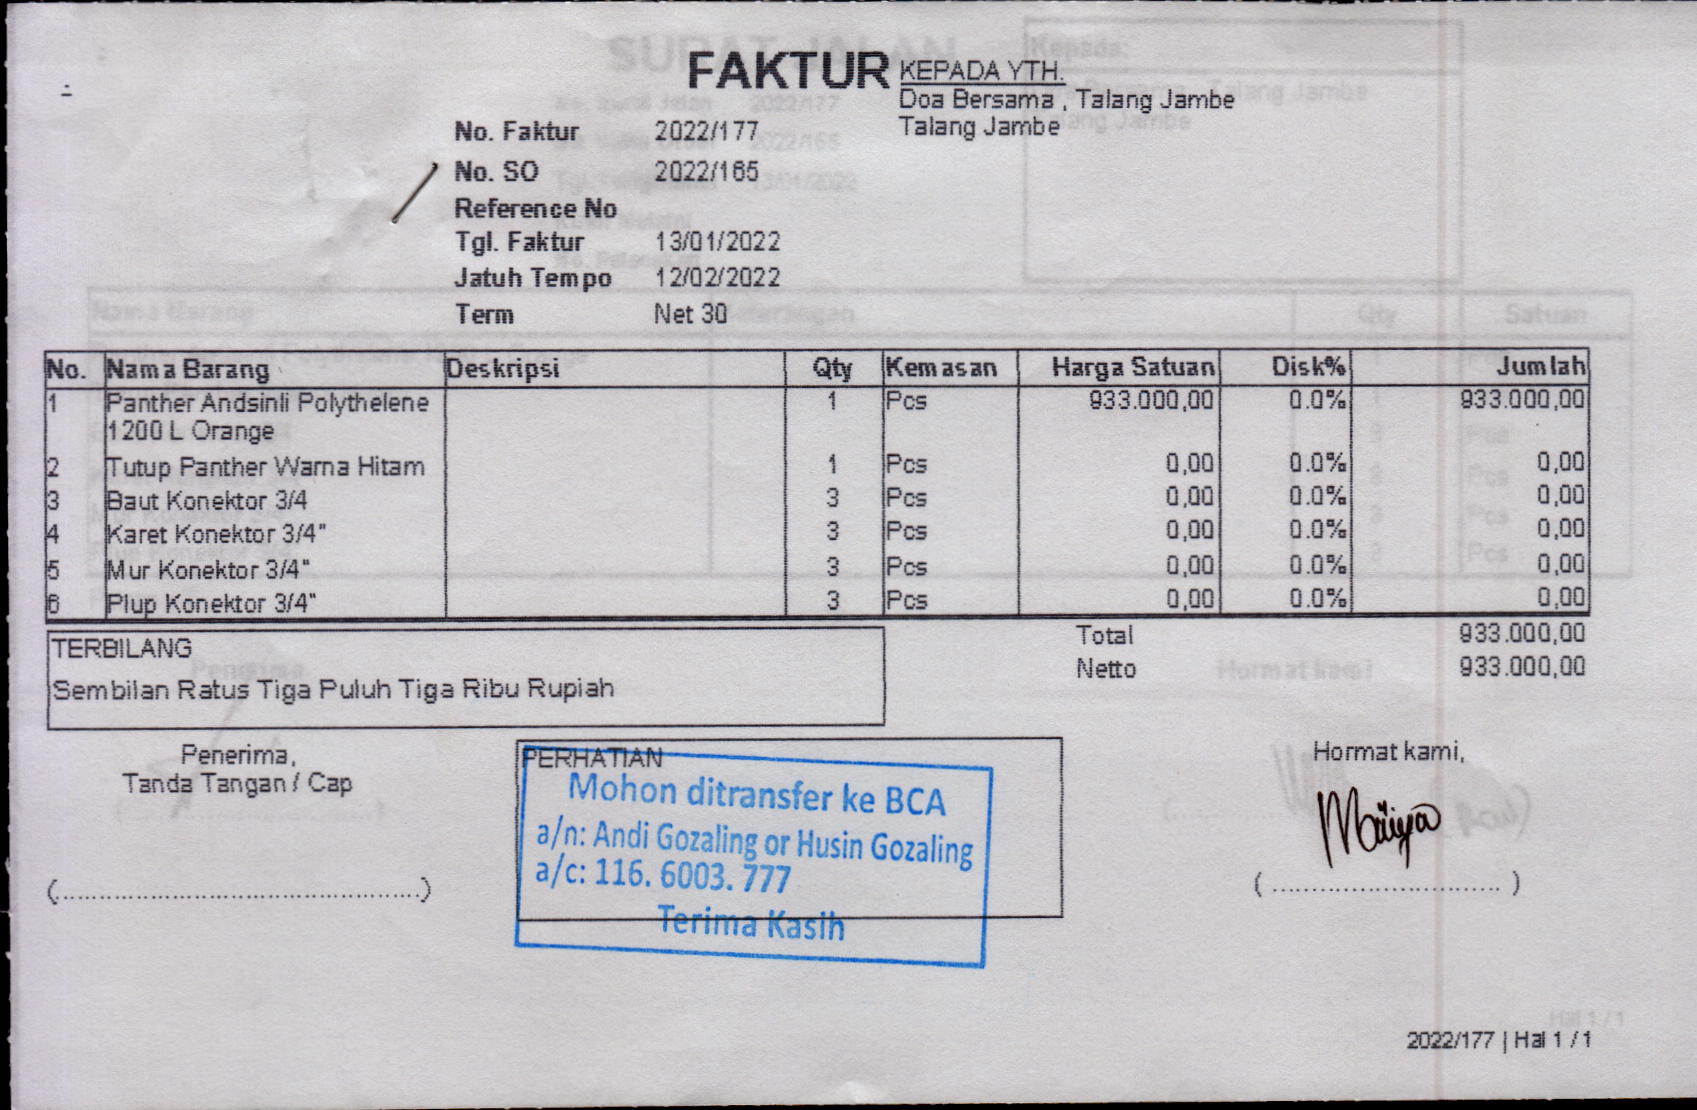 FAKTUR
KEPADA YTH.
Doa Bersama , Talang Jambe
Talang Jambe
No. Faktur 2022/177
No. SO 2022/165
Reference No
Tgl. Faktur 13/01/2022
Jatuh Tempo 12/02/2022
Term Net 30
No. Nama Barang Deskripsi Qty Kemasan Harga Satuan Disk% Jumlah
1 Panther Andsinli Polythelene 1 Pcs 933.000,00 0.0% 933.000,00
1200 L Orange
2 Tutup Panther Warna Hitam 1 Pcs 0,00 0.0% 0,00
3 Baut Konektor 3/4 3 Pcs 0,00 0.0% 0,00
4 Karet Konektor 3/4" 3 Pcs 0,00 0.0% 0,00
5 Mur Konektor 3/4" 3 Pcs 0,00 0.0% 0,00
6 Plup Konektor 3/4" 3 Pcs 0,00 0.0% 0,00
Total 933.000,00
Netto 933.000,00
TERBILANG
Sembilan Ratus Tiga Puluh Tiga Ribu Rupiah
Penerima,
Tanda Tangan / Cap
(..............................................)
PERHATIAN
Mohon ditransfer ke BCA
a/n: Andi Gozaling or Husin Gozaling
a/c: 116. 6003. 777
Terima Kasih
Hormat kami,
( ............................. )
2022/177 | Hal 1 / 1